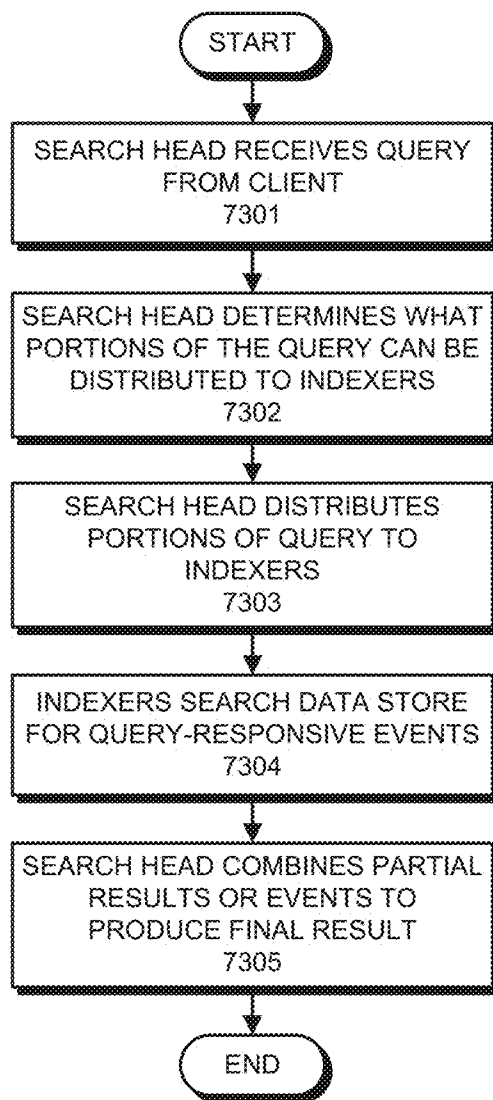 START
SEARCH HEAD RECEIVES QUERY
FROM CLIENT
7301
SEARCH HEAD DETERMINES WHAT
PORTIONS OF THE QUERY CAN BE
DISTRIBUTED TO INDEXERS
7302
SEARCH HEAD DISTRIBUTES
PORTIONS OF QUERY TO
INDEXERS
7303
INDEXERS SEARCH DATA STORE
FOR QUERY-RESPONSIVE EVENTS
7304
SEARCH HEAD COMBINES PARTIAL
RESULTS OR EVENTS TO
PRODUCE FINAL RESULT
7305
END